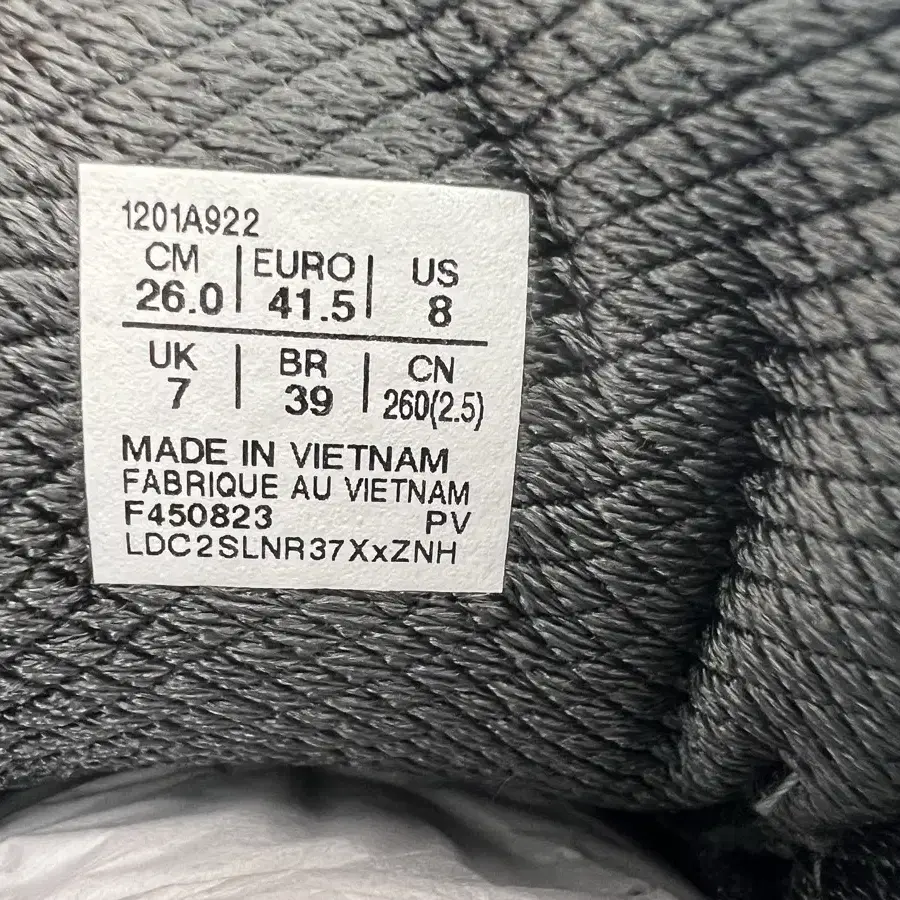 1201A922
CM | EURO | US
26.0 | 41.5 | 8
UK | BR | CN
7 | 39 | 260(2.5)
MADE IN VIETNAM
FABRIQUE AU VIETNAM
F450823 PV
LDC2SLNR37XxZNH